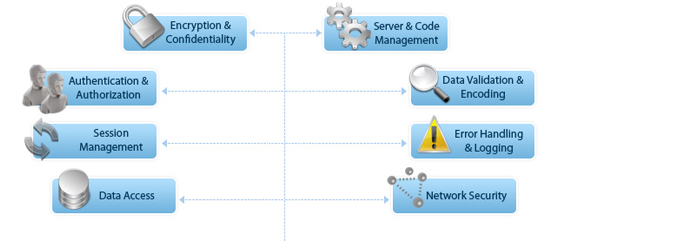 Encryption &
Confidentiality
Server & Code
Management
Authentication &
Authorization
Data Validation &
Encoding
Session
Management
Error Handling
& Logging
Data Access
Network Security